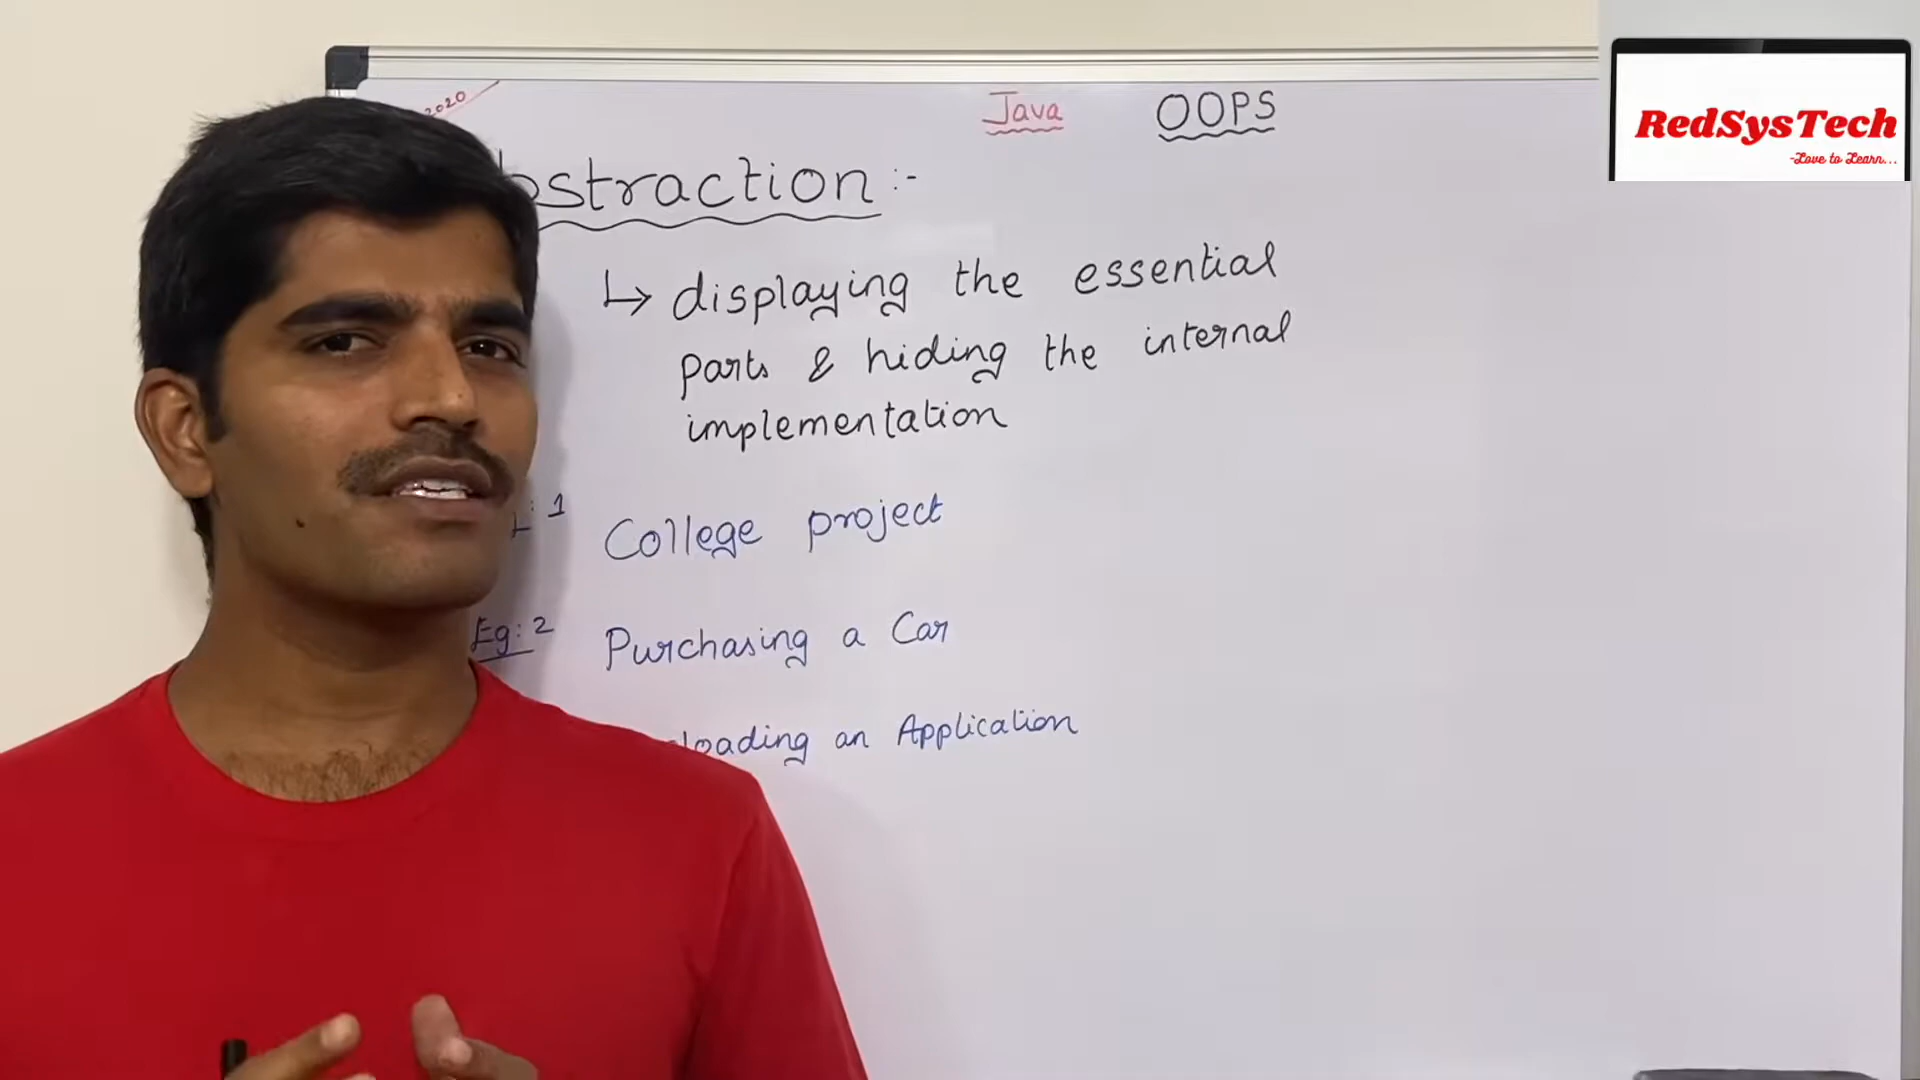 2020
Java OOPS
bstraction :-
↳ displaying the essential
parts & hiding the internal
implementation
: 1 College project
Eg: 2 Purchasing a Car
loading an Application
RedSysTech
-Love to Learn...